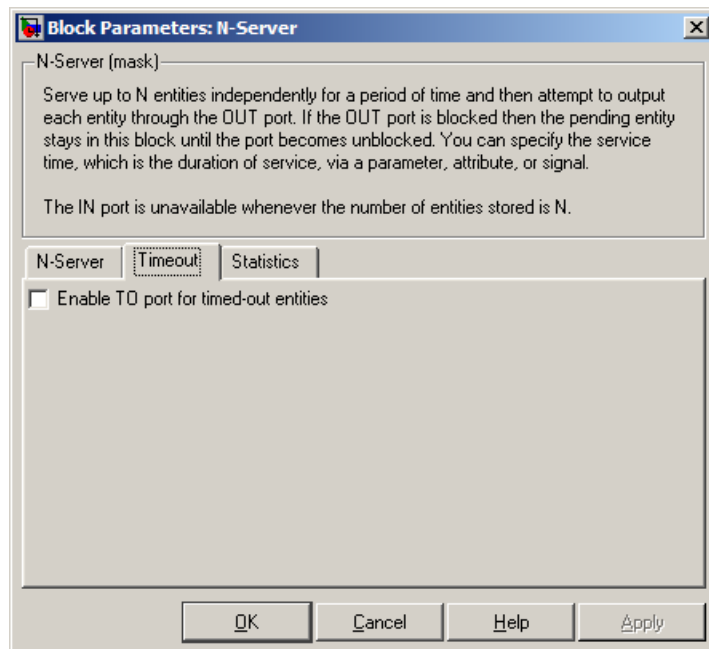 Block Parameters: N-Server
N-Server (mask)
Serve up to N entities independently for a period of time and then attempt to output
each entity through the OUT port. If the OUT port is blocked then the pending entity
stays in this block until the port becomes unblocked. You can specify the service
time, which is the duration of service, via a parameter, attribute, or signal.
The IN port is unavailable whenever the number of entities stored is N.
N-Server Timeout Statistics
Enable TO port for timed-out entities
OK Cancel Help Apply